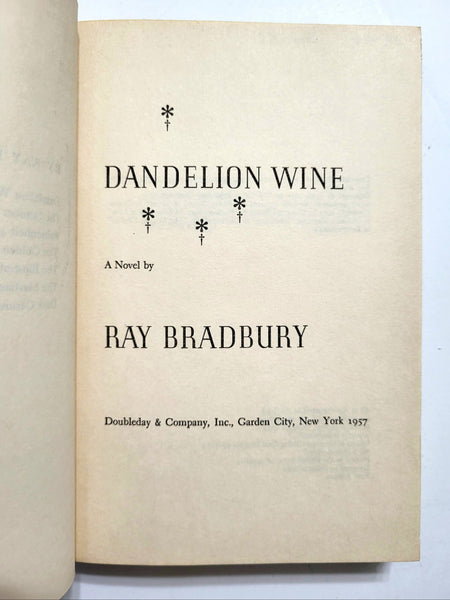 DANDELION WINE
A Novel by
RAY BRADBURY
Doubleday & Company, Inc., Garden City, New York 1957